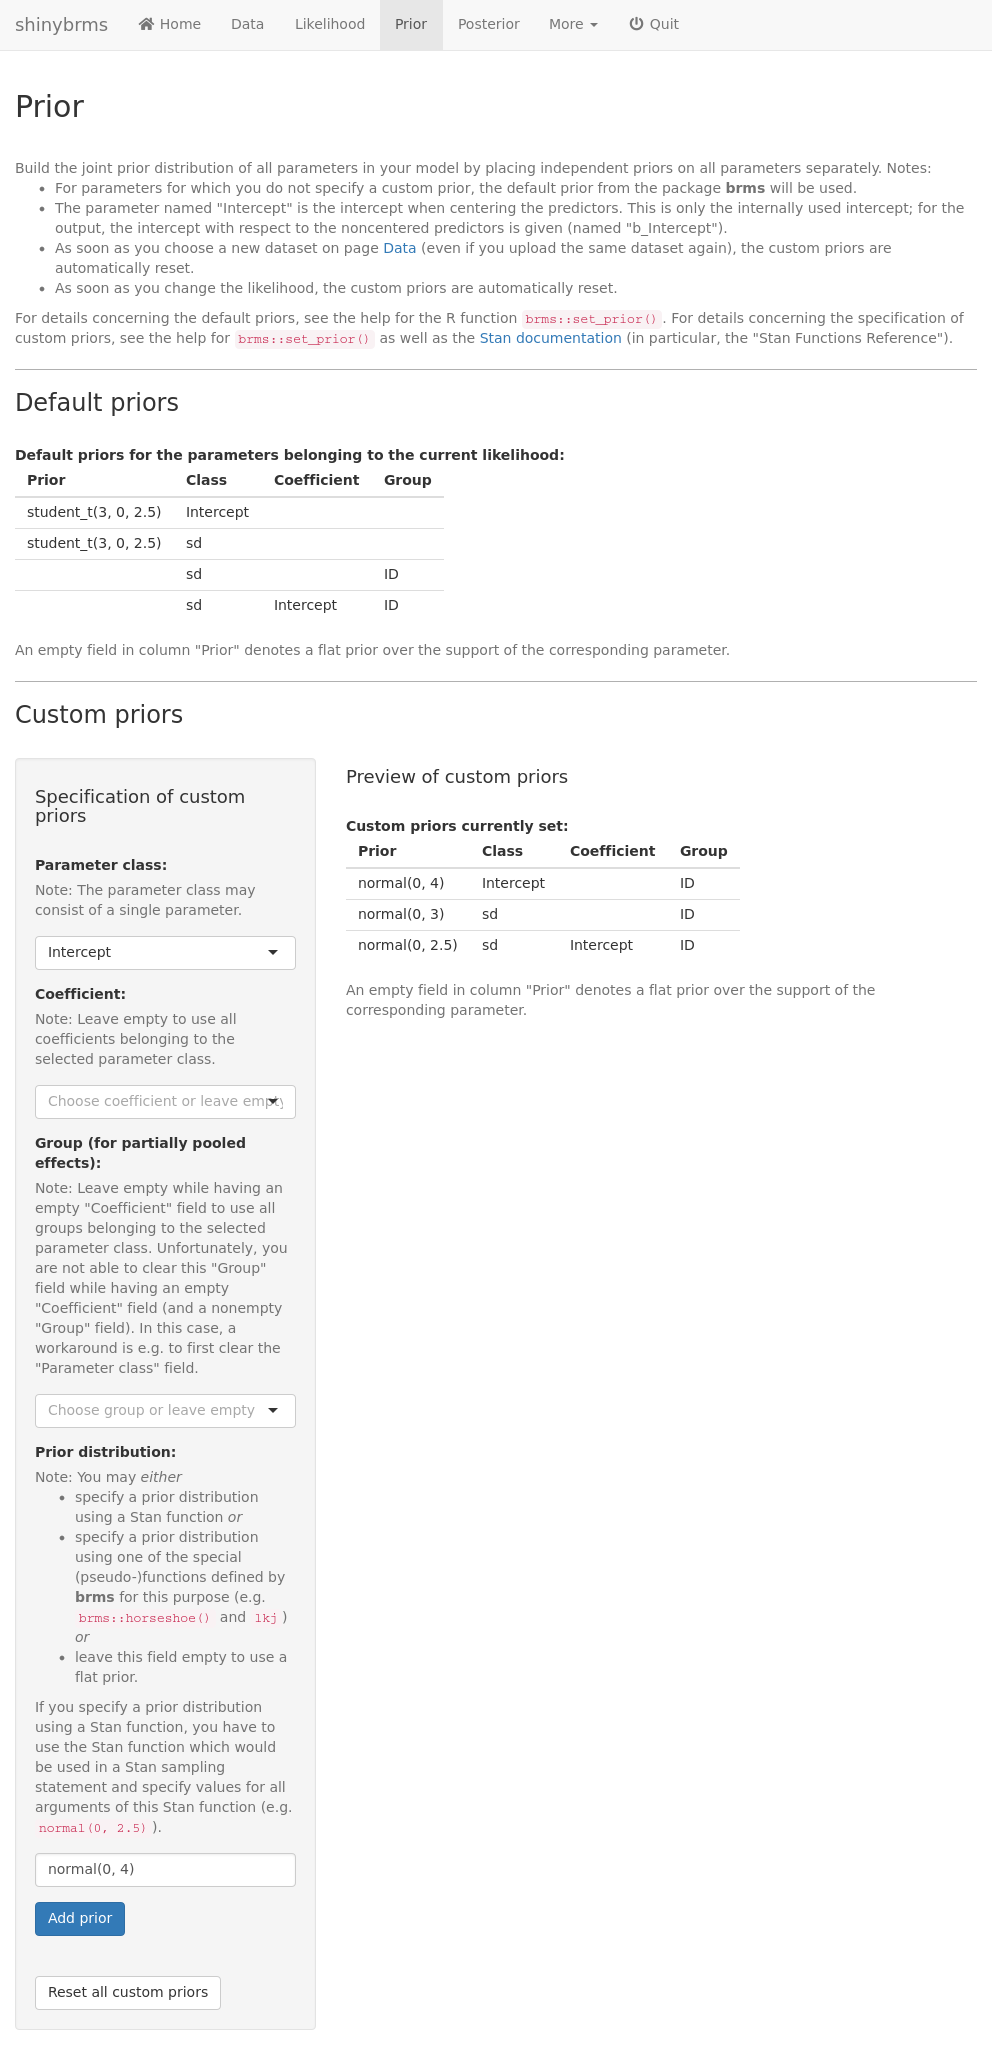 shinybrms Home Data Likelihood Prior Posterior More Quit
Prior
Build the joint prior distribution of all parameters in your model by placing independent priors on all parameters separately. Notes:
• For parameters for which you do not specify a custom prior, the default prior from the package brms will be used.
• The parameter named "Intercept" is the intercept when centering the predictors. This is only the internally used intercept; for the
output, the intercept with respect to the noncentered predictors is given (named "b_Intercept").
• As soon as you choose a new dataset on page Data (even if you upload the same dataset again), the custom priors are
automatically reset.
• As soon as you change the likelihood, the custom priors are automatically reset.
For details concerning the default priors, see the help for the R function brms::set_prior(). For details concerning the specification of
custom priors, see the help for brms::set_prior() as well as the Stan documentation (in particular, the "Stan Functions Reference").
Default priors
Default priors for the parameters belonging to the current likelihood:
Prior Class Coefficient Group
student_t(3, 0, 2.5) Intercept
student_t(3, 0, 2.5) sd
sd ID
sd Intercept ID
An empty field in column "Prior" denotes a flat prior over the support of the corresponding parameter.
Custom priors
Specification of custom
priors
Parameter class:
Note: The parameter class may
consist of a single parameter.
Intercept
Coefficient:
Note: Leave empty to use all
coefficients belonging to the
selected parameter class.
Choose coefficient or leave empty
Group (for partially pooled
effects):
Note: Leave empty while having an
empty "Coefficient" field to use all
groups belonging to the selected
parameter class. Unfortunately, you
are not able to clear this "Group"
field while having an empty
"Coefficient" field (and a nonempty
"Group" field). In this case, a
workaround is e.g. to first clear the
"Parameter class" field.
Choose group or leave empty
Prior distribution:
Note: You may either
• specify a prior distribution
using a Stan function or
• specify a prior distribution
using one of the special
(pseudo-)functions defined by
brms for this purpose (e.g.
brms::horseshoe() and lkj)
or
• leave this field empty to use a
flat prior.
If you specify a prior distribution
using a Stan function, you have to
use the Stan function which would
be used in a Stan sampling
statement and specify values for all
arguments of this Stan function (e.g.
normal(0, 2.5)).
normal(0, 4)
Add prior
Reset all custom priors
Preview of custom priors
Custom priors currently set:
Prior Class Coefficient Group
normal(0, 4) Intercept ID
normal(0, 3) sd ID
normal(0, 2.5) sd Intercept ID
An empty field in column "Prior" denotes a flat prior over the support of the
corresponding parameter.